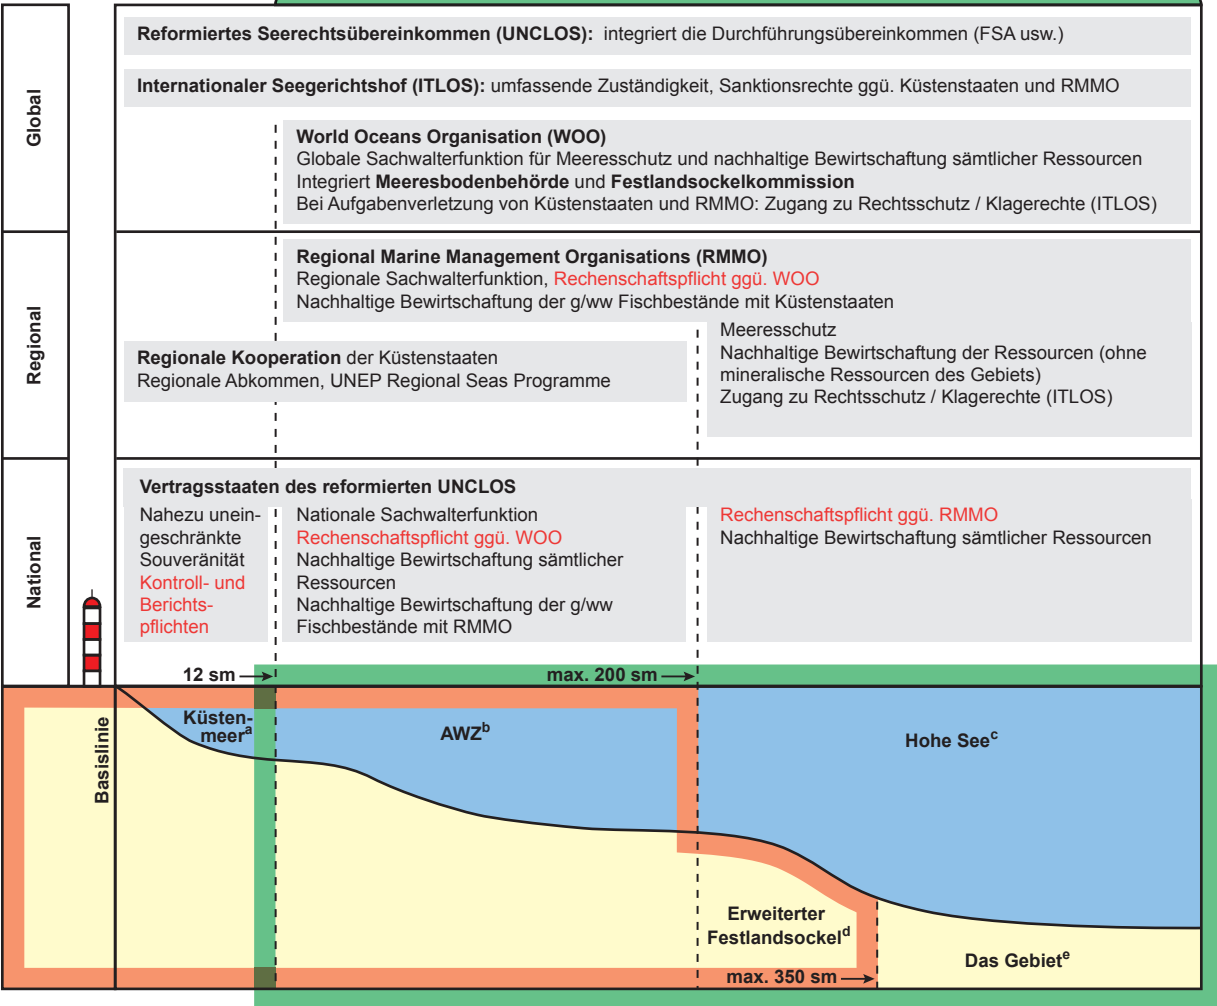 Global
Reformiertes Seerechtsübereinkommen (UNCLOS): integriert die Durchführungsübereinkommen (FSA usw.)
Internationaler Seegerichtshof (ITLOS): umfassende Zuständigkeit, Sanktionsrechte ggü. Küstenstaaten und RMMO
World Oceans Organisation (WOO)
Globale Sachwalterfunktion für Meeresschutz und nachhaltige Bewirtschaftung sämtlicher Ressourcen
Integriert Meeresbodenbehörde und Festlandsockelkommission
Bei Aufgabenverletzung von Küstenstaaten und RMMO: Zugang zu Rechtsschutz / Klagerechte (ITLOS)
Regional
Regional Marine Management Organisations (RMMO)
Regionale Sachwalterfunktion, Rechenschaftspflicht ggü. WOO
Nachhaltige Bewirtschaftung der g/ww Fischbestände mit Küstenstaaten
Meeresschutz
Nachhaltige Bewirtschaftung der Ressourcen (ohne
mineralische Ressourcen des Gebiets)
Zugang zu Rechtsschutz / Klagerechte (ITLOS)
Regionale Kooperation der Küstenstaaten
Regionale Abkommen, UNEP Regional Seas Programme
National
Vertragsstaaten des reformierten UNCLOS
Nahezu unein-
geschränkte
Souveränität
Kontroll- und
Berichts-
pflichten
Nationale Sachwalterfunktion
Rechenschaftspflicht ggü. WOO
Nachhaltige Bewirtschaftung sämtlicher
Ressourcen
Nachhaltige Bewirtschaftung der g/ww
Fischbestände mit RMMO
Rechenschaftspflicht ggü. RMMO
Nachhaltige Bewirtschaftung sämtlicher Ressourcen
12 sm
max. 200 sm
Basislinie
Küsten-
meer^a
AWZ^b
Hohe See^c
Erweiterter
Festlandsockel^d
Das Gebiet^e
max. 350 sm